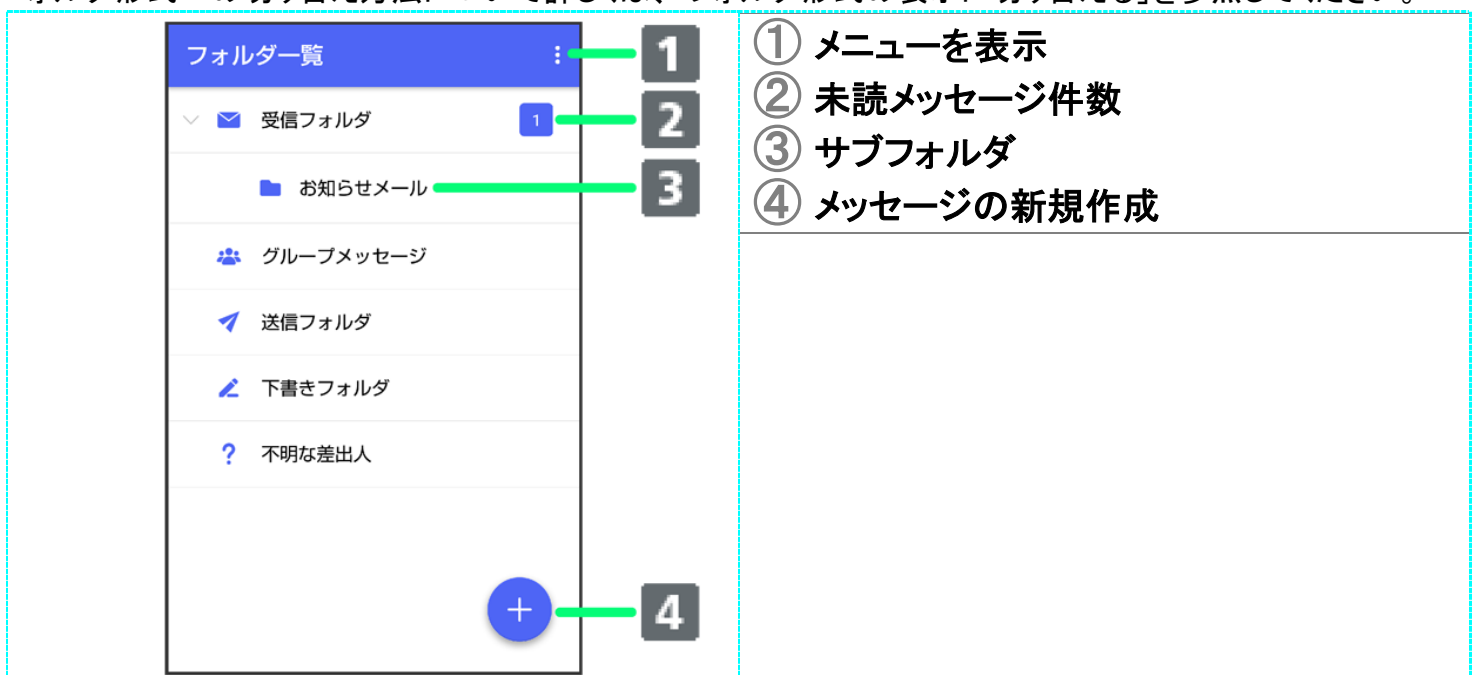 フォルダ一覧
1
受信フォルダ
1
2
お知らせメール
3
グループメッセージ
送信フォルダ
下書きフォルダ
不明な差出人
+
4
① メニューを表示
② 未読メッセージ件数
③ サブフォルダ
④ メッセージの新規作成